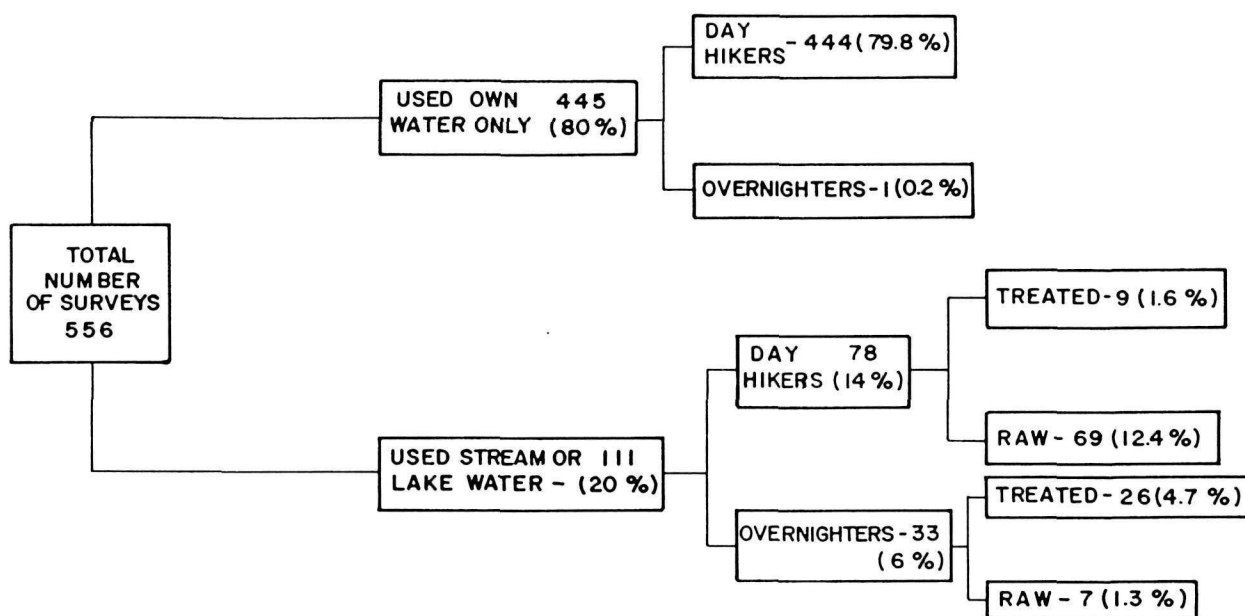 DAY
HIKERS - 444 (79.8 %)
USED OWN 445
WATER ONLY (80%)
OVERNIGHTERS - 1 (0.2 %)
TOTAL
NUMBER
OF SURVEYS
556
TREATED - 9 (1.6 %)
DAY 78
HIKERS (14 %)
RAW - 69 (12.4 %)
USED STREAM OR 111
LAKE WATER - (20 %)
TREATED - 26 (4.7 %)
OVERNIGHTERS - 33
(6 %)
RAW - 7 (1.3 %)